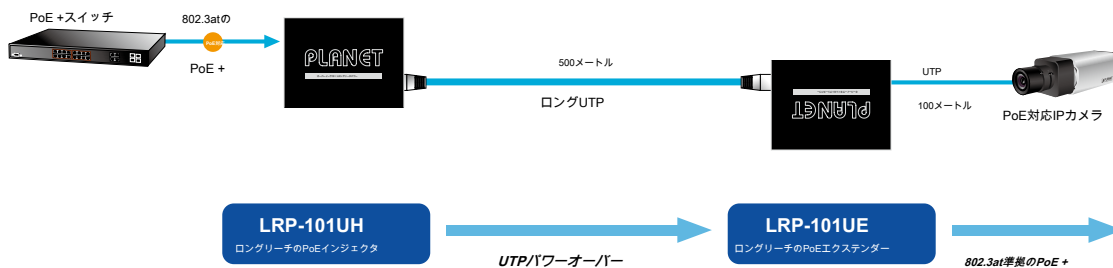 PoE +スイッチ
802.3atの
PoE +
PLANET
500メートル
ロングUTP
PLANET
UTP
100メートル
PoE対応IPカメラ
LRP-101UH
ロングリーチのPoEインジェクタ
UTPパワーオーバー
LRP-101UE
ロングリーチのPoEエクステンダー
802.3at準拠のPoE +